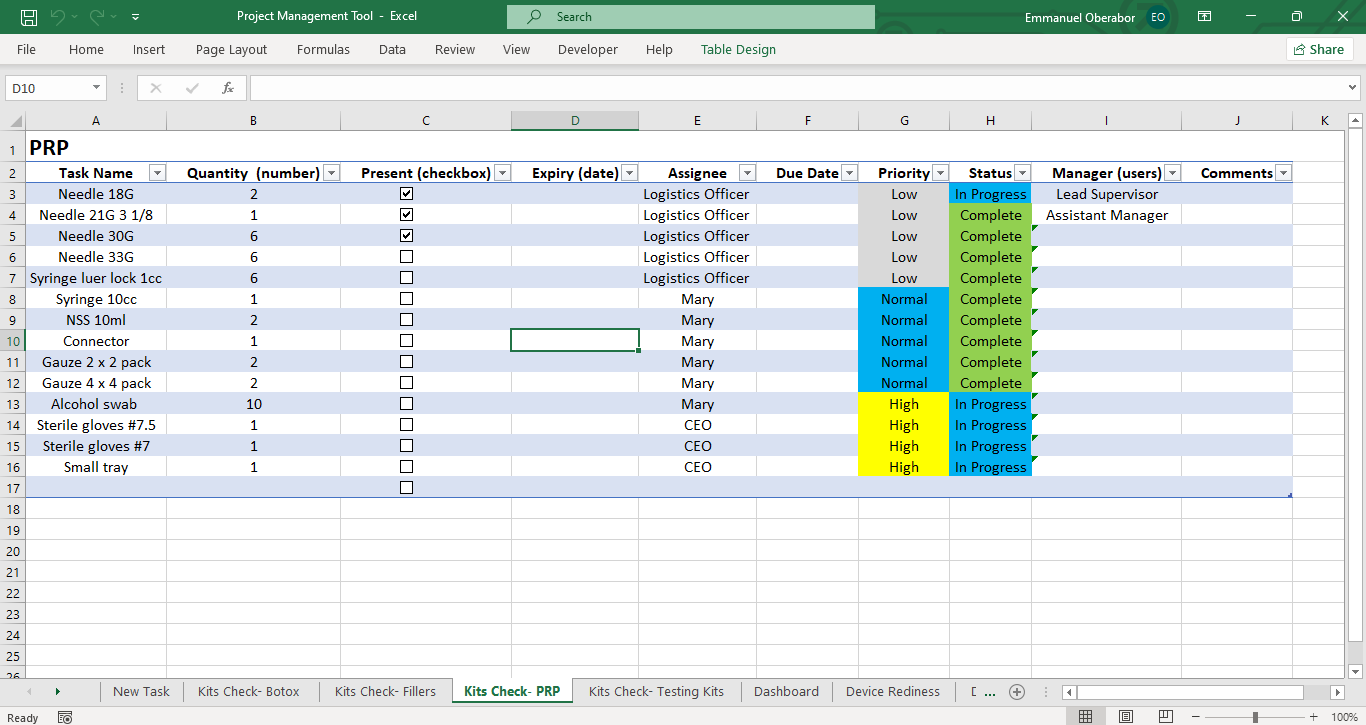 Project Management Tool - Excel
Search
Emmanuel Oberabor EO
File Home Insert Page Layout Formulas Data Review View Developer Help Table Design Share
D10 fx
A B C D E F G H I J K
1 PRP
2 Task Name Quantity (number) Present (checkbox) Expiry (date) Assignee Due Date Priority Status Manager (users) Comments
3 Needle 18G 2 Logistics Officer Low In Progress Lead Supervisor
4 Needle 21G 3 1/8 1 Logistics Officer Low Complete Assistant Manager
5 Needle 30G 6 Logistics Officer Low Complete
6 Needle 33G 6 Logistics Officer Low Complete
7 Syringe luer lock 1cc 6 Logistics Officer Low Complete
8 Syringe 10cc 1 Mary Normal Complete
9 NSS 10ml 2 Mary Normal Complete
10 Connector 1 Mary Normal Complete
11 Gauze 2 x 2 pack 2 Mary Normal Complete
12 Gauze 4 x 4 pack 2 Mary Normal Complete
13 Alcohol swab 10 Mary High In Progress
14 Sterile gloves #7.5 1 CEO High In Progress
15 Sterile gloves #7 1 CEO High In Progress
16 Small tray 1 CEO High In Progress
17
18
19
20
21
22
23
24
25
26
New Task Kits Check- Botox Kits Check- Fillers Kits Check- PRP Kits Check- Testing Kits Dashboard Device Rediness ...
Ready 100%